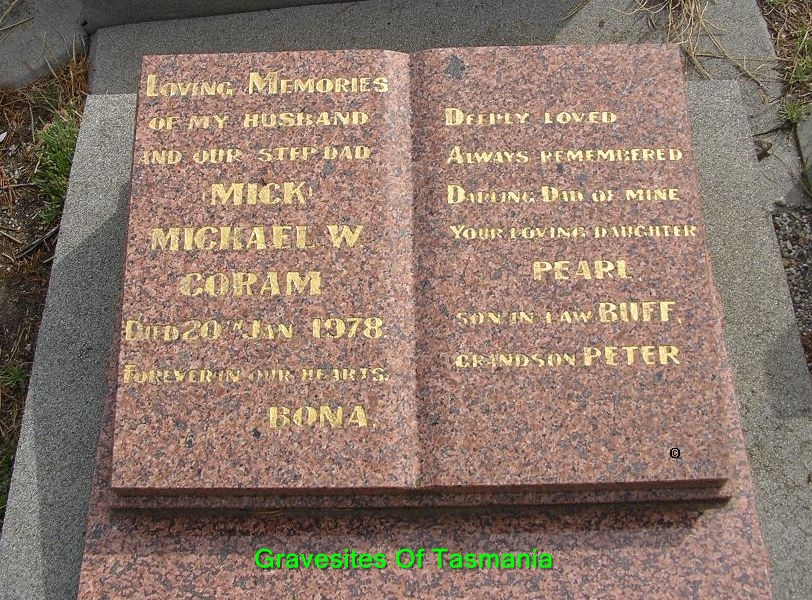 LOVING MEMORIES
OF MY HUSBAND
AND OUR STEP DAD
(MICK)
MICHAEL W
CORAM
DIED 20TH JAN 1978.
FOREVER IN OUR HEARTS.
BONA.
DEEPLY LOVED
ALWAYS REMEMBERED
DARLING DAD OF MINE
YOUR LOVING DAUGHTER
PEARL.
SON IN LAW BUFF.
GRANDSON PETER
©
Gravesites Of Tasmania